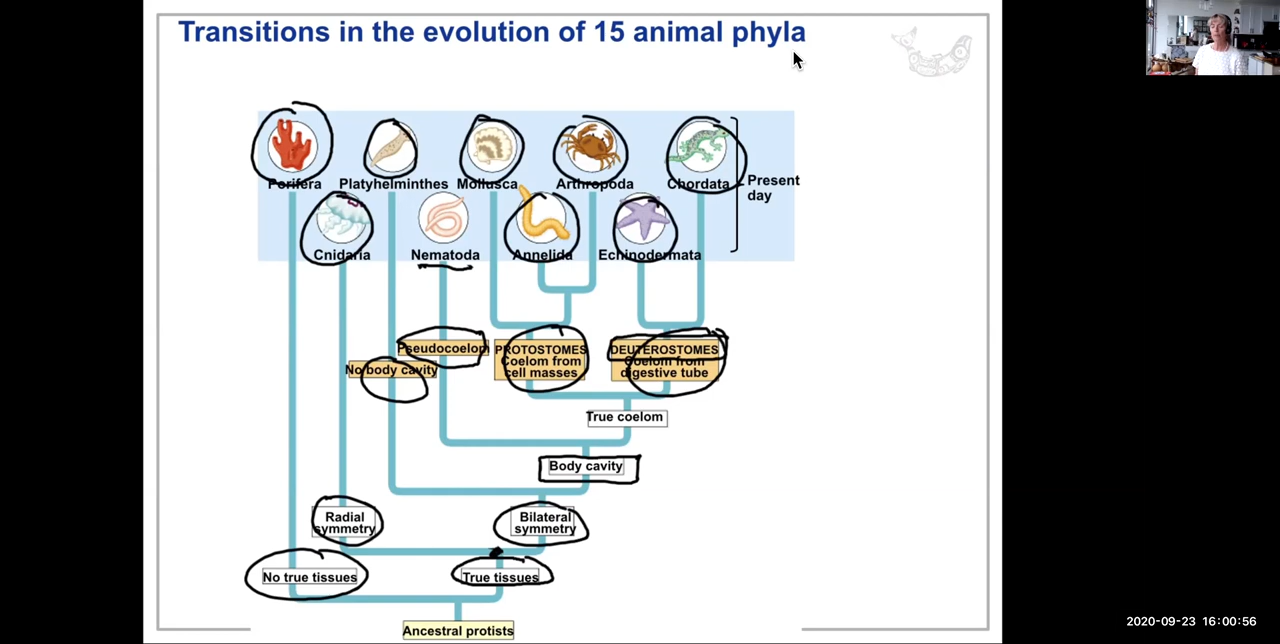 Transitions in the evolution of 15 animal phyla
Porifera
Platyhelminthes
Mollusca
Arthropoda
Chordata
Present
day
Cnidaria
Nematoda
Annelida
Echinodermata
Pseudocoelom
No body cavity
PROTOSTOMES
Coelom from
cell masses
DEUTEROSTOMES
Coelom from
digestive tube
True coelom
Body cavity
Radial
symmetry
Bilateral
symmetry
No true tissues
True tissues
Ancestral protists
2020-09-23 16:00:56